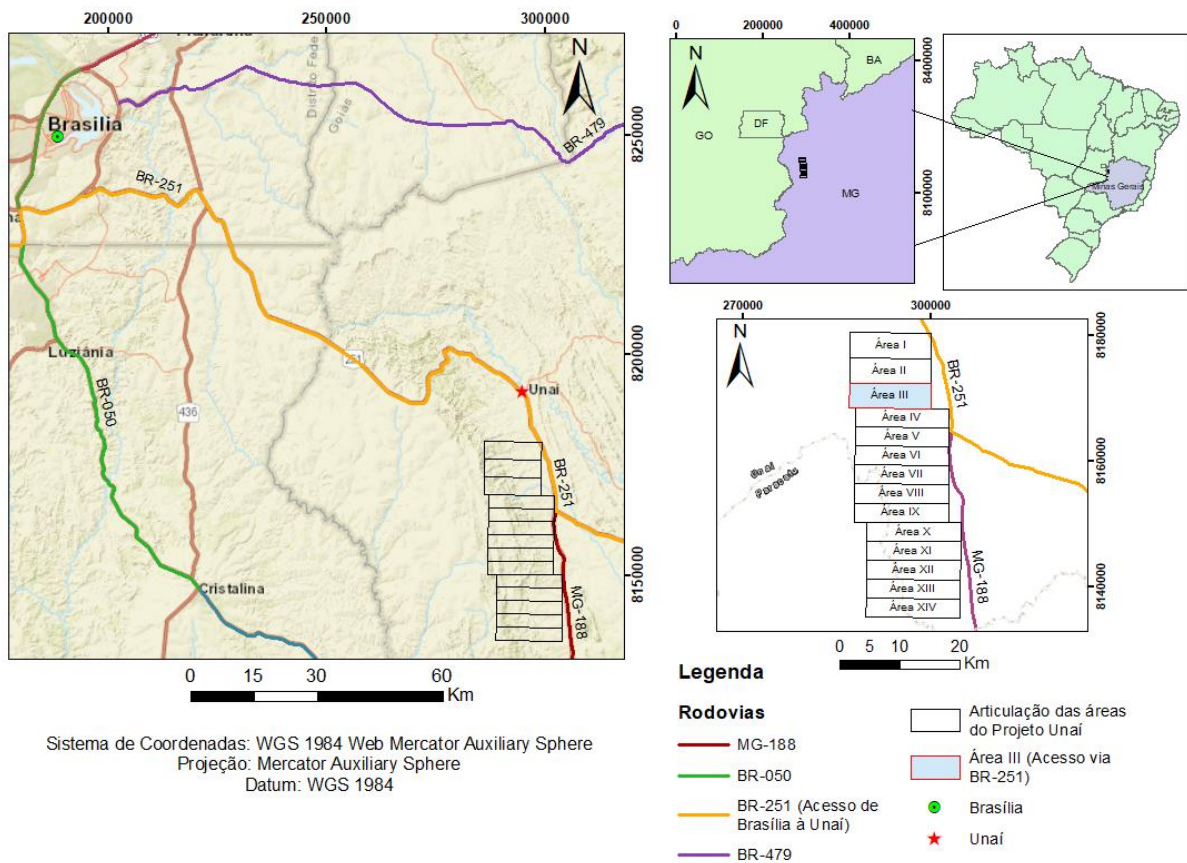 200000
250000
300000
N
Brasília
Distrito Fede
Goiás
BR-479
BR-251
8250000
8200000
8150000
251
Unaí
Luziânia
BR-050
436
BR-251
Cristalina
MG-188
0 15 30 60
Km
Sistema de Coordenadas: WGS 1984 Web Mercator Auxiliary Sphere
Projeção: Mercator Auxiliary Sphere
Datum: WGS 1984
0
200000
400000
N
BA
DF
GO
MG
8400000
8100000
Minas Gerais
270000
300000
N
Área I
Área II
Área III
Área IV
Área V
Área VI
Área VII
Área VIII
Área IX
Área X
Área XI
Área XII
Área XIII
Área XIV
BR-251
MG-188
Unaí
Paracatu
8180000
8160000
8140000
0 5 10 20
Km
Legenda
Rodovias
MG-188
BR-050
BR-251 (Acesso de
Brasília à Unaí)
BR-479
Articulação das áreas
do Projeto Unaí
Área III (Acesso via
BR-251)
Brasília
Unaí